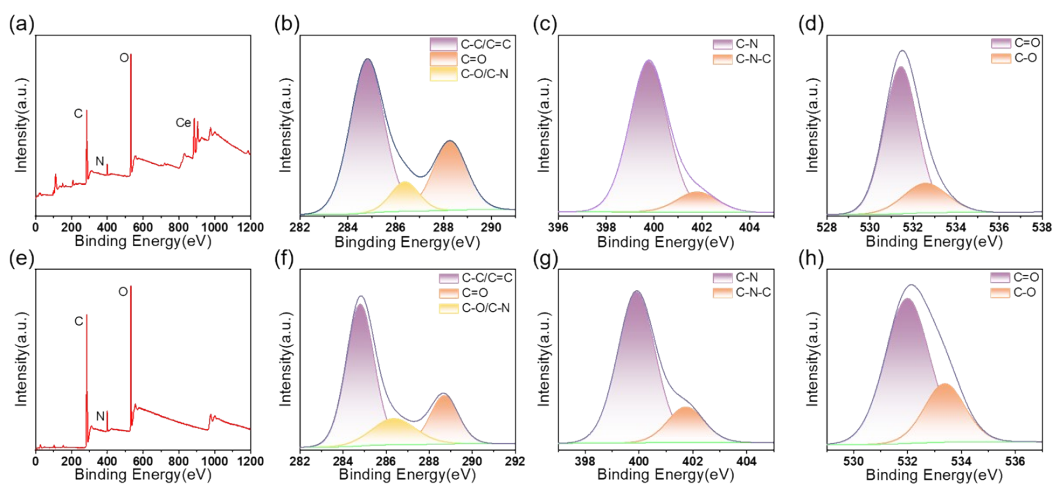 (a)
Intensity(a.u.)
O
C
N
Ce
0 200 400 600 800 1000 1200
Binding Energy(eV)
(b)
Intensity(a.u.)
C-C/C=C
C=O
C-O/C-N
282 284 286 288 290
Bingding Energy(eV)
(c)
Intensity(a.u.)
C-N
C-N-C
396 398 400 402 404
Binding Energy(eV)
(d)
Intensity(a.u.)
C=O
C-O
528 530 532 534 536 538
Binding Energy(eV)
(e)
Intensity(a.u.)
O
C
N
0 200 400 600 800 1000 1200
Binding Energy(eV)
(f)
Intensity(a.u.)
C-C/C=C
C=O
C-O/C-N
282 284 286 288 290 292
Binding Energy(eV)
(g)
Intensity(a.u.)
C-N
C-N-C
398 400 402 404
Binding Energy(eV)
(h)
Intensity(a.u.)
C=O
C-O
530 532 534 536
Binding Energy(eV)